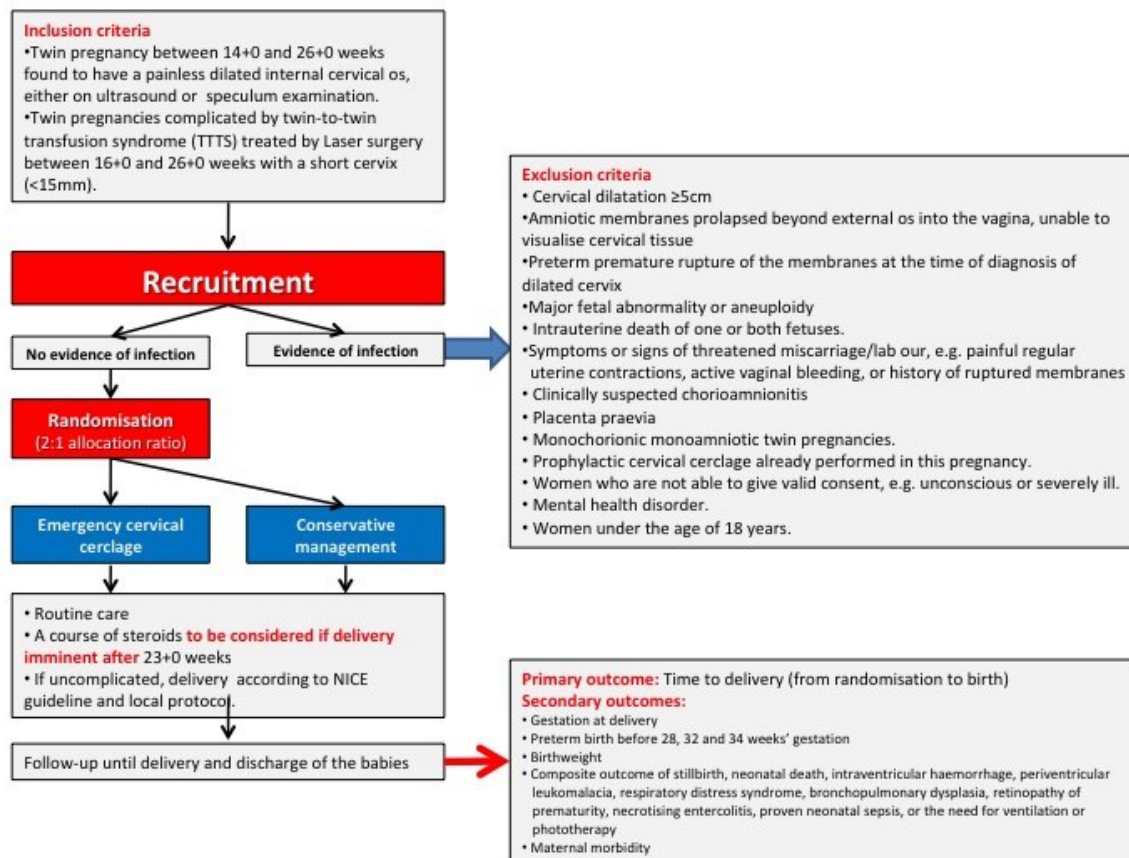 Inclusion criteria
•Twin pregnancy between 14+0 and 26+0 weeks
found to have a painless dilated internal cervical os,
either on ultrasound or speculum examination.
•Twin pregnancies complicated by twin-to-twin
transfusion syndrome (TTTS) treated by Laser surgery
between 16+0 and 26+0 weeks with a short cervix
(<15mm).
Recruitment
No evidence of infection
Evidence of infection
Exclusion criteria
• Cervical dilatation ≥5cm
•Amniotic membranes prolapsed beyond external os into the vagina, unable to
visualise cervical tissue
•Preterm premature rupture of the membranes at the time of diagnosis of
dilated cervix
•Major fetal abnormality or aneuploidy
• Intrauterine death of one or both fetuses.
•Symptoms or signs of threatened miscarriage/lab our, e.g. painful regular
uterine contractions, active vaginal bleeding, or history of ruptured membranes
• Clinically suspected chorioamnionitis
• Placenta praevia
• Monochorionic monoamniotic twin pregnancies.
• Prophylactic cervical cerclage already performed in this pregnancy.
• Women who are not able to give valid consent, e.g. unconscious or severely ill.
• Mental health disorder.
• Women under the age of 18 years.
Randomisation
(2:1 allocation ratio)
Emergency cervical
cerclage
Conservative
management
• Routine care
• A course of steroids to be considered if delivery
imminent after 23+0 weeks
• If uncomplicated, delivery according to NICE
guideline and local protocol.
Follow-up until delivery and discharge of the babies
Primary outcome: Time to delivery (from randomisation to birth)
Secondary outcomes:
• Gestation at delivery
• Preterm birth before 28, 32 and 34 weeks' gestation
• Birthweight
• Composite outcome of stillbirth, neonatal death, intraventricular haemorrhage, periventricular
leukomalacia, respiratory distress syndrome, bronchopulmonary dysplasia, retinopathy of
prematurity, necrotising entercolitis, proven neonatal sepsis, or the need for ventilation or
phototherapy
• Maternal morbidity